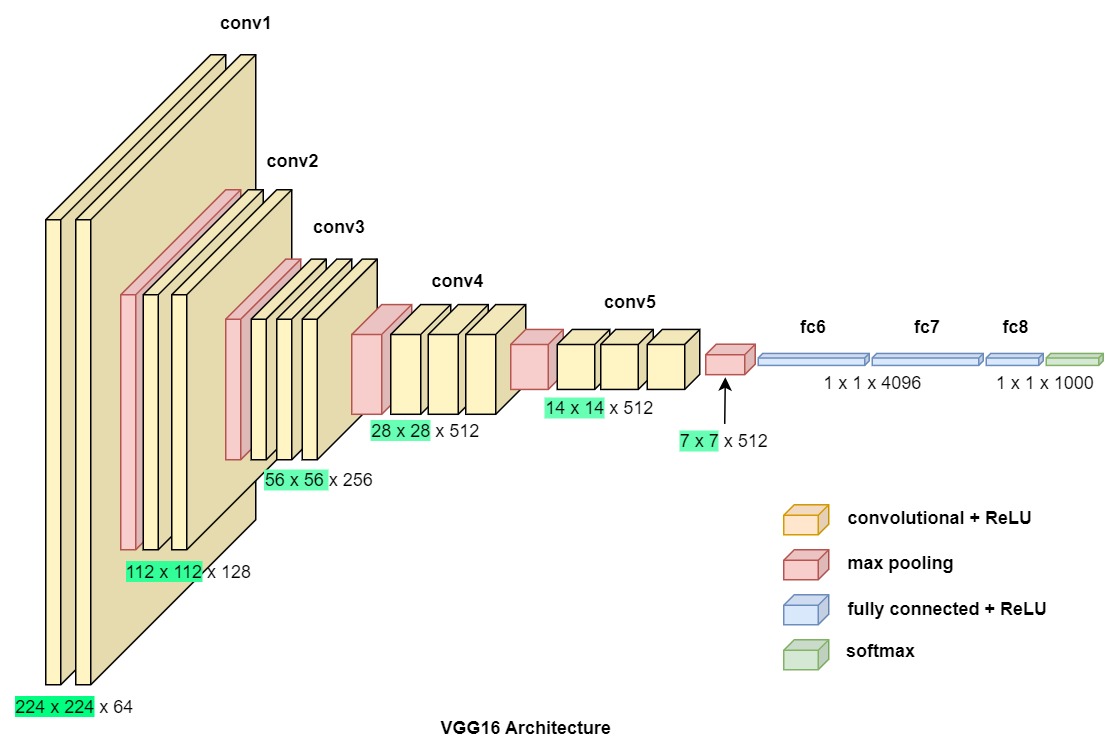 conv1
conv2
conv3
conv4
conv5
fc6
fc7
fc8
1 x 1 x 4096
1 x 1 x 1000
14 x 14 x 512
28 x 28 x 512
7 x 7 x 512
56 x 56 x 256
112 x 112 x 128
224 x 224 x 64
convolutional + ReLU
max pooling
fully connected + ReLU
softmax
VGG16 Architecture